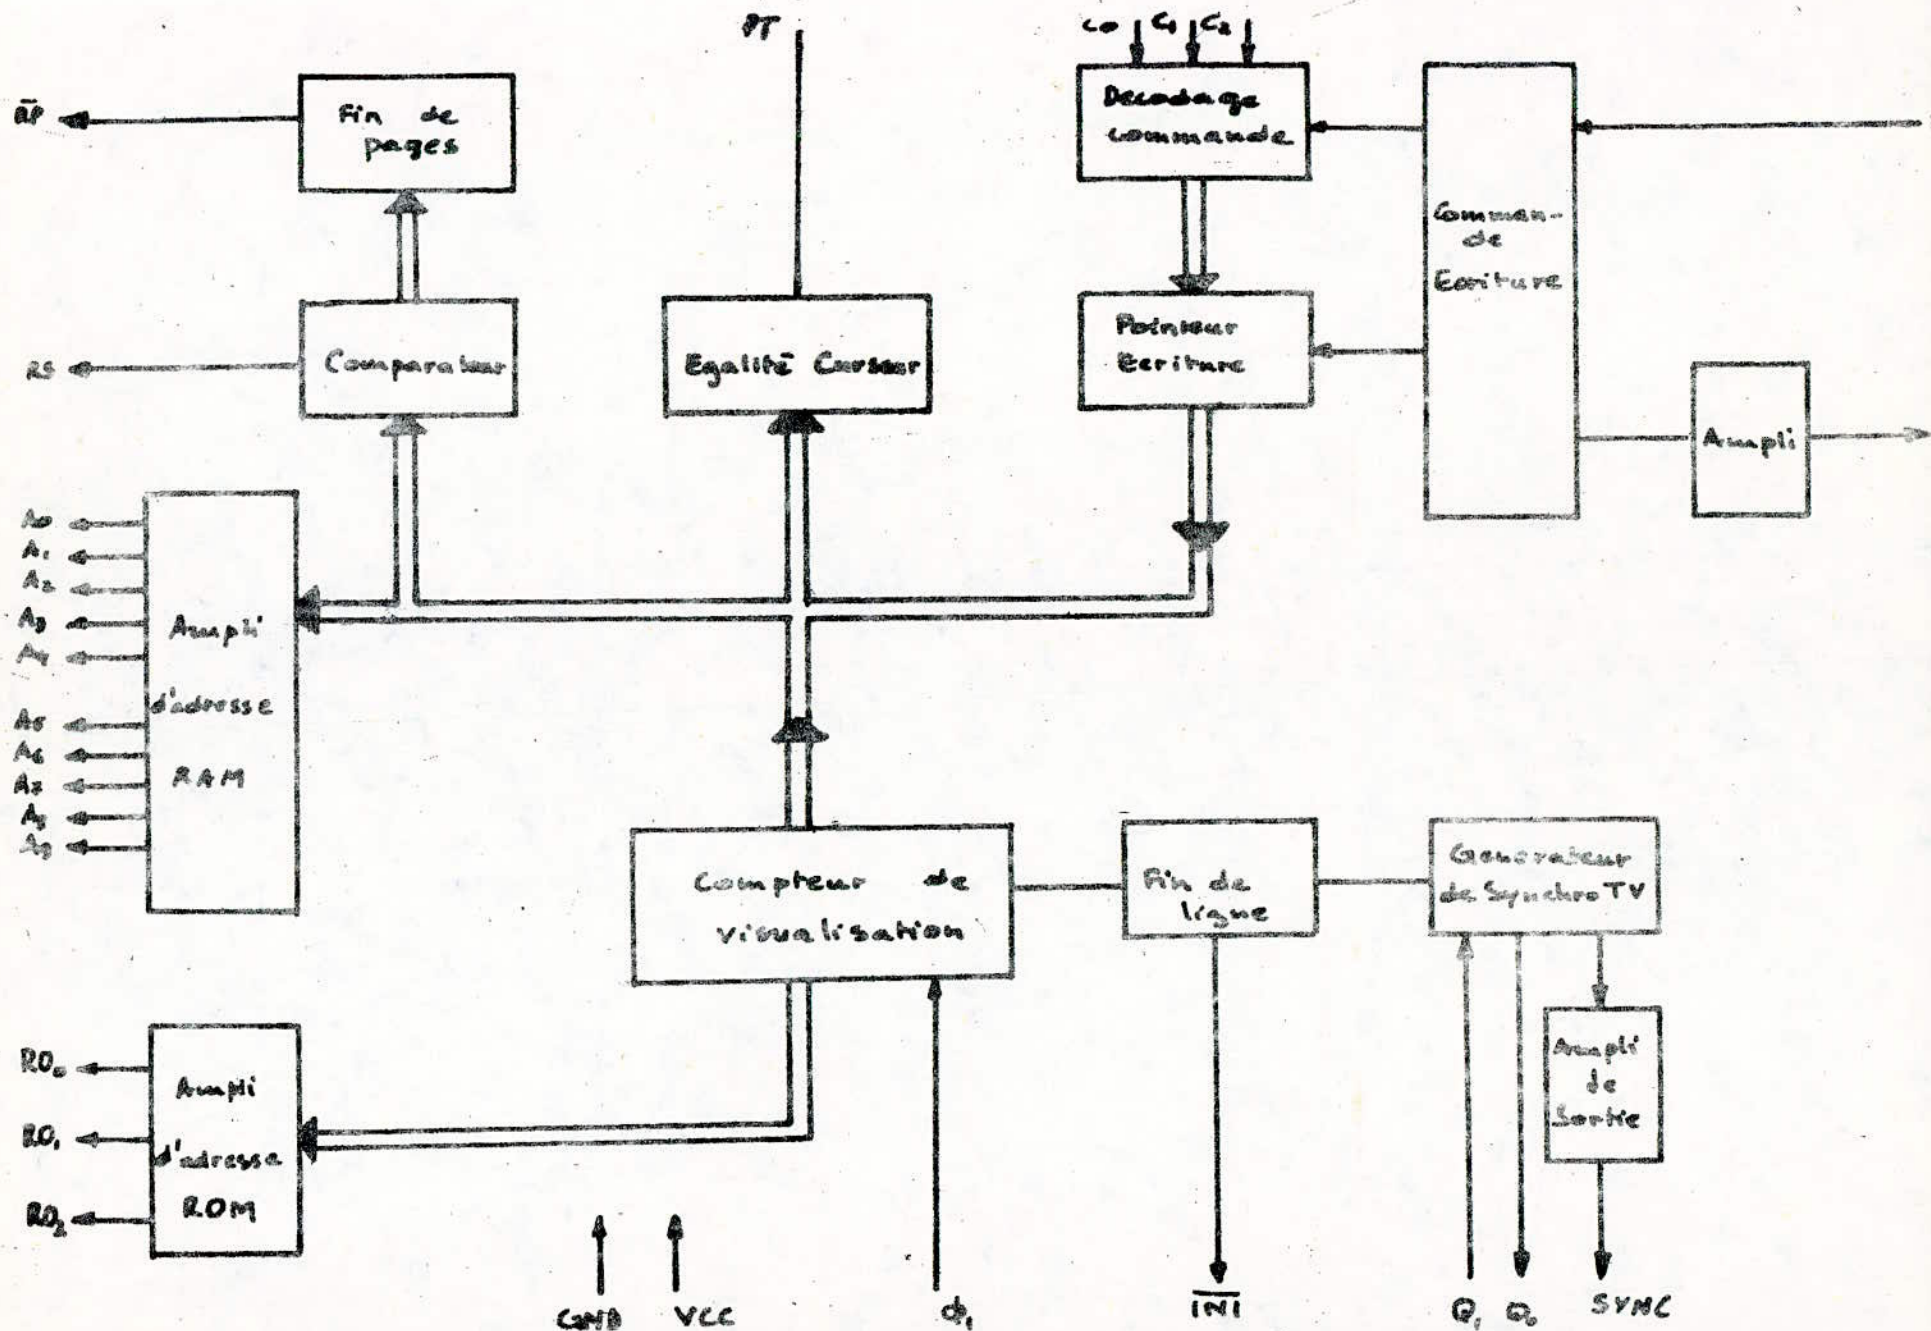 PT
C0 C1 C2
Fin de
pages
Decodage
commande
Comman-
de
Ecriture
RS
Comparateur
Egalité Curseur
Pointeur
Ecriture
Ampli
A0
A1
A2
A3
A4
A5
A6
A7
A8
A9
Ampli
d'adresse
RAM
Compteur de
visualisation
Fin de
ligne
Generateur
de Synchro TV
Ampli
de
Sortie
RO0
RO1
RO2
Ampli
d'adresse
ROM
GND VCC Φ1 INI Q1 Q0 SYNC